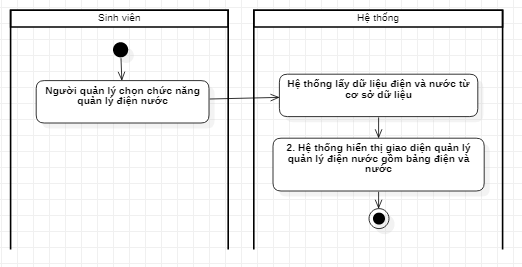 Sinh viên
Hệ thống
Người quản lý chọn chức năng
quản lý điện nước
Hệ thống lấy dữ liệu điện và nước từ
cơ sở dữ liệu
2. Hệ thống hiển thị giao diện quản lý
quản lý điện nước gồm bảng điện và
nước